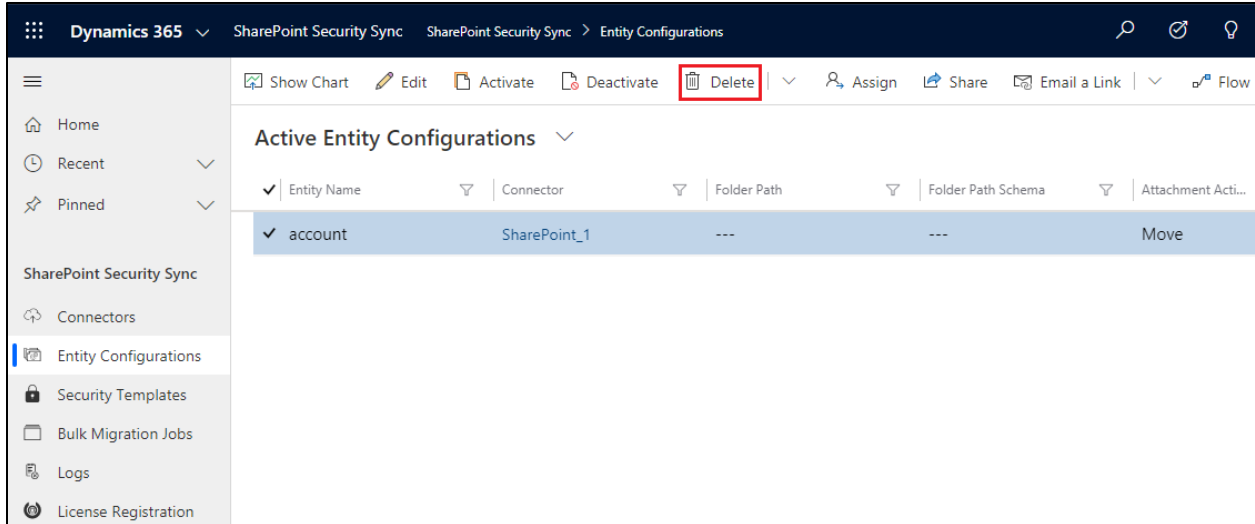 Dynamics 365 SharePoint Security Sync SharePoint Security Sync > Entity Configurations
Show Chart Edit Activate Deactivate Delete Assign Share Email a Link Flow
Home
Recent
Pinned
SharePoint Security Sync
Connectors
Entity Configurations
Security Templates
Bulk Migration Jobs
Logs
License Registration
Active Entity Configurations
Entity Name Connector Folder Path Folder Path Schema Attachment Acti...
account SharePoint_1 --- --- Move